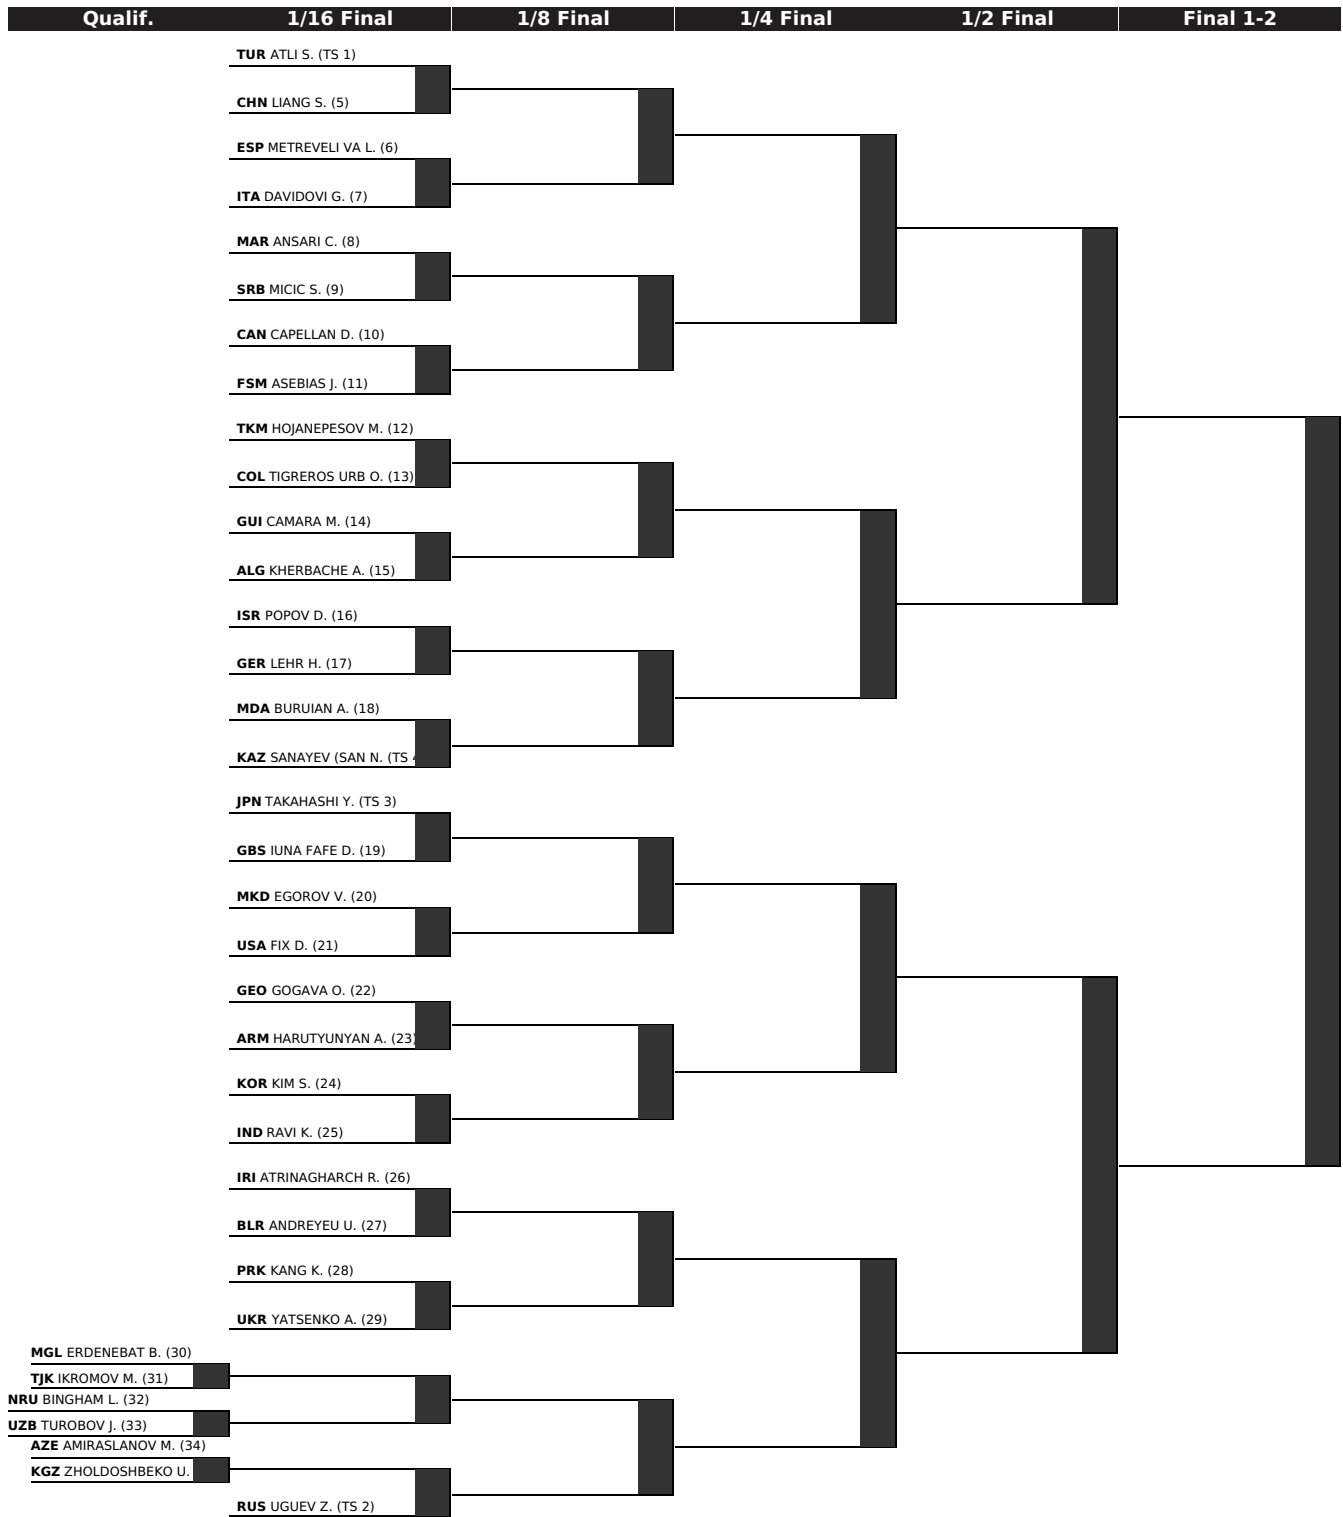 Qualif. 1/16 Final 1/8 Final 1/4 Final 1/2 Final Final 1-2
TUR ATLI S. (TS 1)
CHN LIANG S. (5)
ESP METREVELI VA L. (6)
ITA DAVIDOVI G. (7)
MAR ANSARI C. (8)
SRB MICIC S. (9)
CAN CAPELLAN D. (10)
FSM ASEBIAS J. (11)
TKM HOJANEPESOV M. (12)
COL TIGREROS URB O. (13)
GUI CAMARA M. (14)
ALG KHERBACHE A. (15)
ISR POPOV D. (16)
GER LEHR H. (17)
MDA BURUIAN A. (18)
KAZ SANAYEV (SAN N. (TS 4
JPN TAKAHASHI Y. (TS 3)
GBS IUNA FAFE D. (19)
MKD EGOROV V. (20)
USA FIX D. (21)
GEO GOGAVA O. (22)
ARM HARUTYUNYAN A. (23)
KOR KIM S. (24)
IND RAVI K. (25)
IRI ATRINAGHARCH R. (26)
BLR ANDREYEU U. (27)
PRK KANG K. (28)
UKR YATSENKO A. (29)
MGL ERDENEBAT B. (30)
TJK IKROMOV M. (31)
NRU BINGHAM L. (32)
UZB TUROBOV J. (33)
AZE AMIRASLANOV M. (34)
KGZ ZHOLDOSHBEKO U.
RUS UGUEV Z. (TS 2)